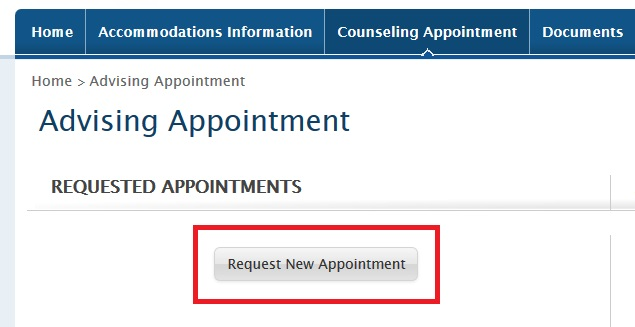 Home Accommodations Information Counseling Appointment Documents
Home > Advising Appointment
Advising Appointment
REQUESTED APPOINTMENTS
Request New Appointment